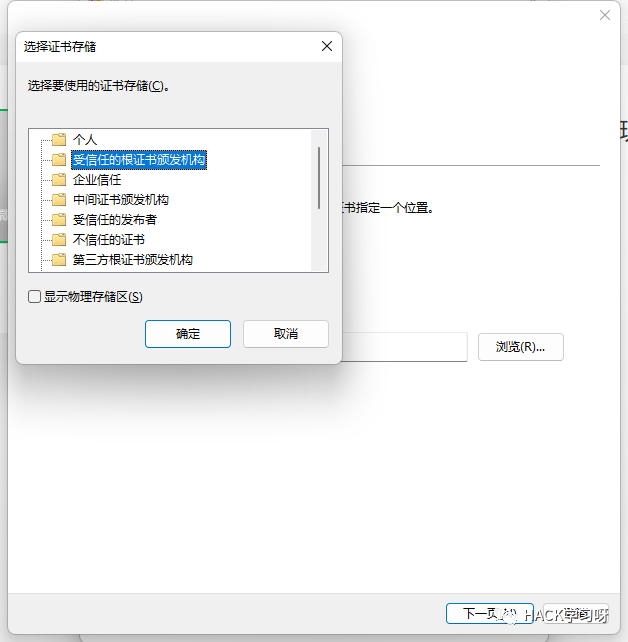 选择证书存储
选择要使用的证书存储(C)。
个人
受信任的根证书颁发机构
企业信任
中间证书颁发机构
受信任的发布者
不信任的证书
第三方根证书颁发机构
显示物理存储区(S)
确定
取消
书指定一个位置。
浏览(R)...
下一页(N)
取消
HACK学习呀